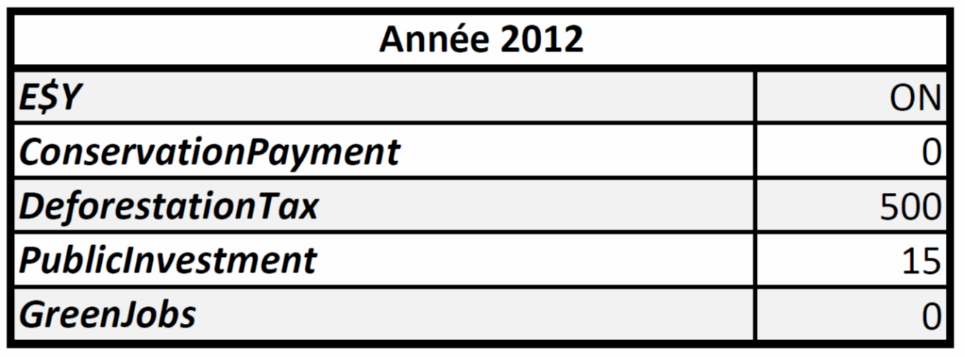 Année 2012
E$Y ON
ConservationPayment 0
DeforestationTax 500
PublicInvestment 15
GreenJobs 0